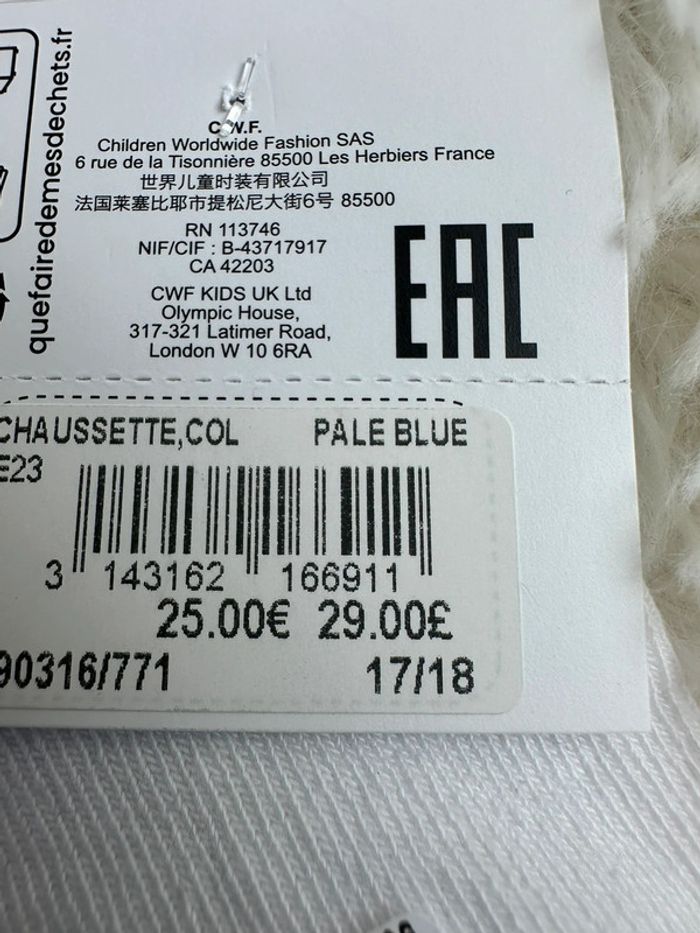 quefairedemesdechets.fr
C.W.F.
Children Worldwide Fashion SAS
6 rue de la Tisonnière 85500 Les Herbiers France
世界儿童时装有限公司
法国莱塞比耶市提松尼大街6号 85500
RN 113746
NIF/CIF : B-43717917
CA 42203
CWF KIDS UK Ltd
Olympic House,
317-321 Latimer Road,
London W 10 6RA
EAC
CHAUSSETTE,COL PALE BLUE
E23
3 143162 166911
25.00€ 29.00£
90316/771 17/18